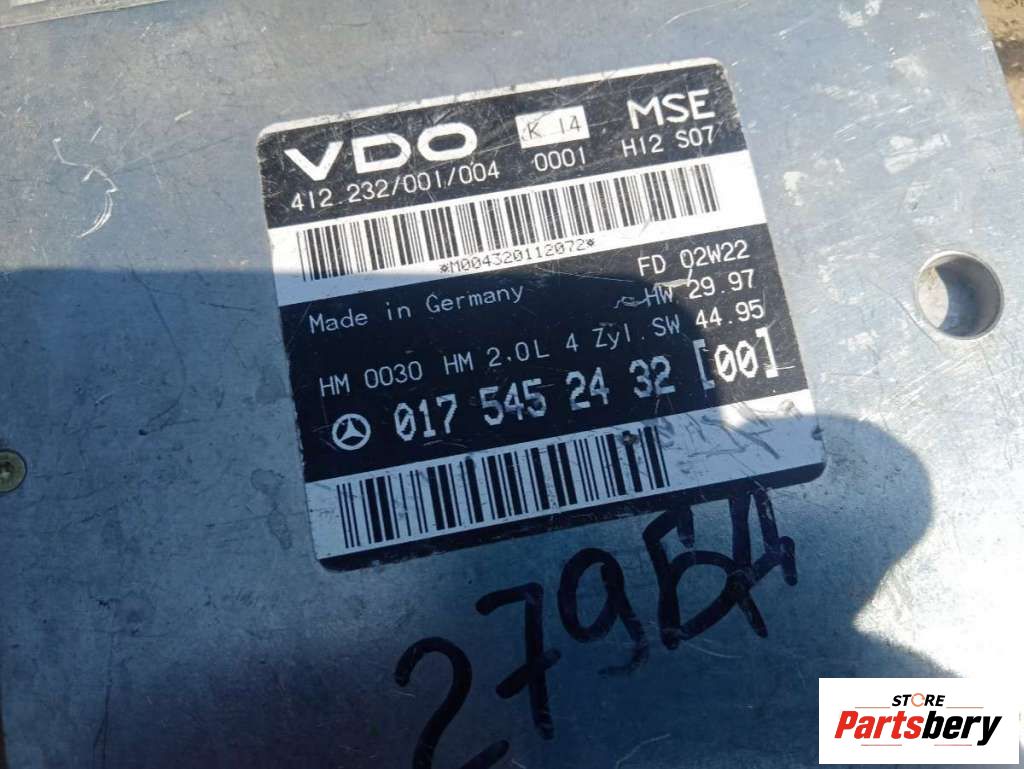 VDO K 14 MSE
412.232/001/004 0001 H12 S07
*M004320112072*
FD 02W22
Made in Germany HW 29.97
HM 0030 HM 2.0L 4 Zyl. SW 44.95
017 545 24 32 [00]
279БД
STORE
Partsbery